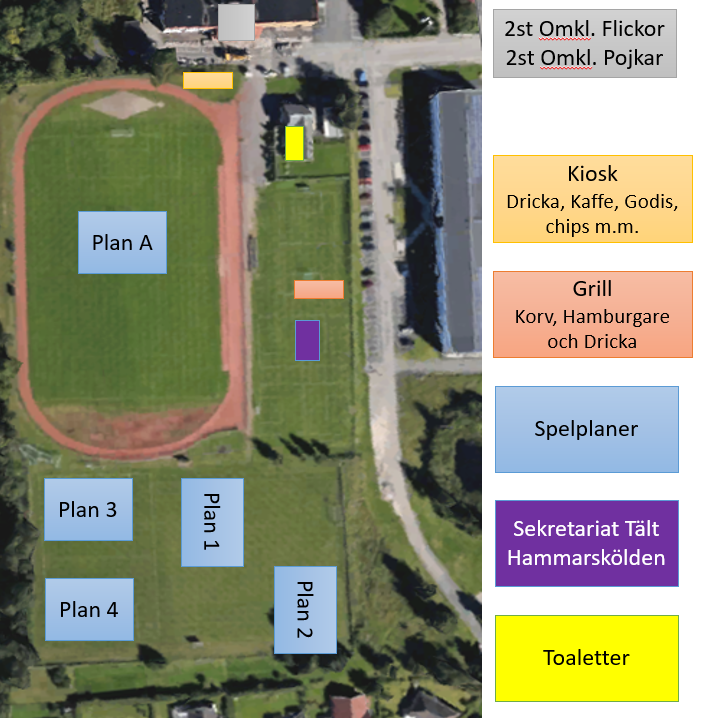 2st Omkl. Flickor
2st Omkl. Pojkar
Kiosk
Dricka, Kaffe, Godis,
chips m.m.
Plan A
Grill
Korv, Hamburgare
och Dricka
Spelplaner
Plan 3
Plan 1
Sekretariat Tält
Hammarskölden
Plan 4
Plan 2
Toaletter